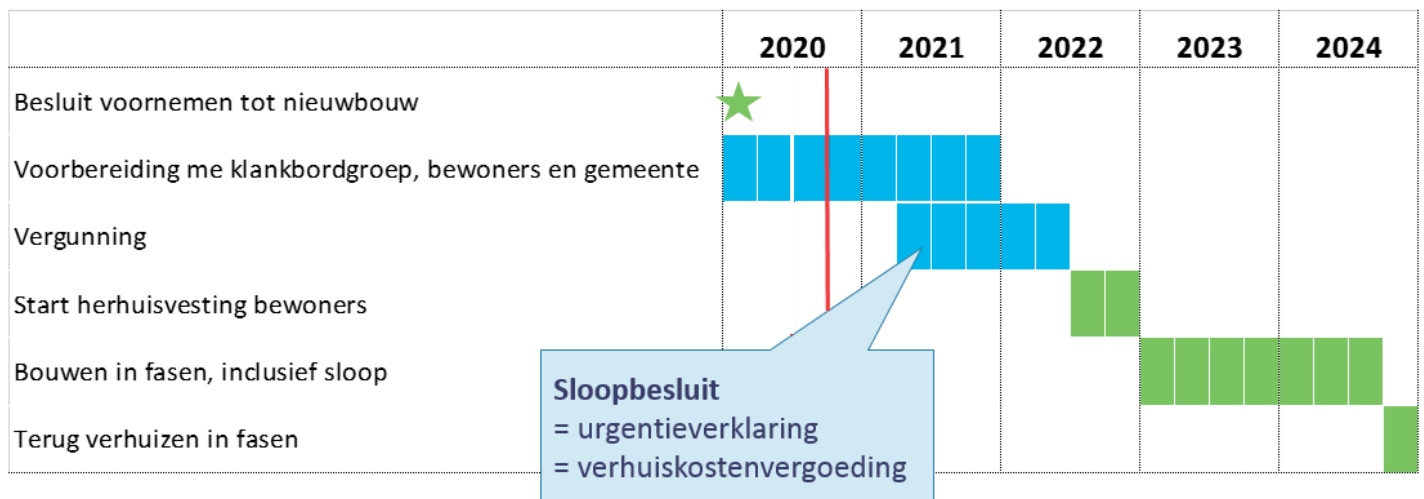 2020 2021 2022 2023 2024
Besluit voornemen tot nieuwbouw
Voorbereiding me klankbordgroep, bewoners en gemeente
Vergunning
Start herhuisvesting bewoners
Bouwen in fasen, inclusief sloop
Terug verhuizen in fasen
Sloopbesluit
= urgentieverklaring
= verhuiskostenvergoeding